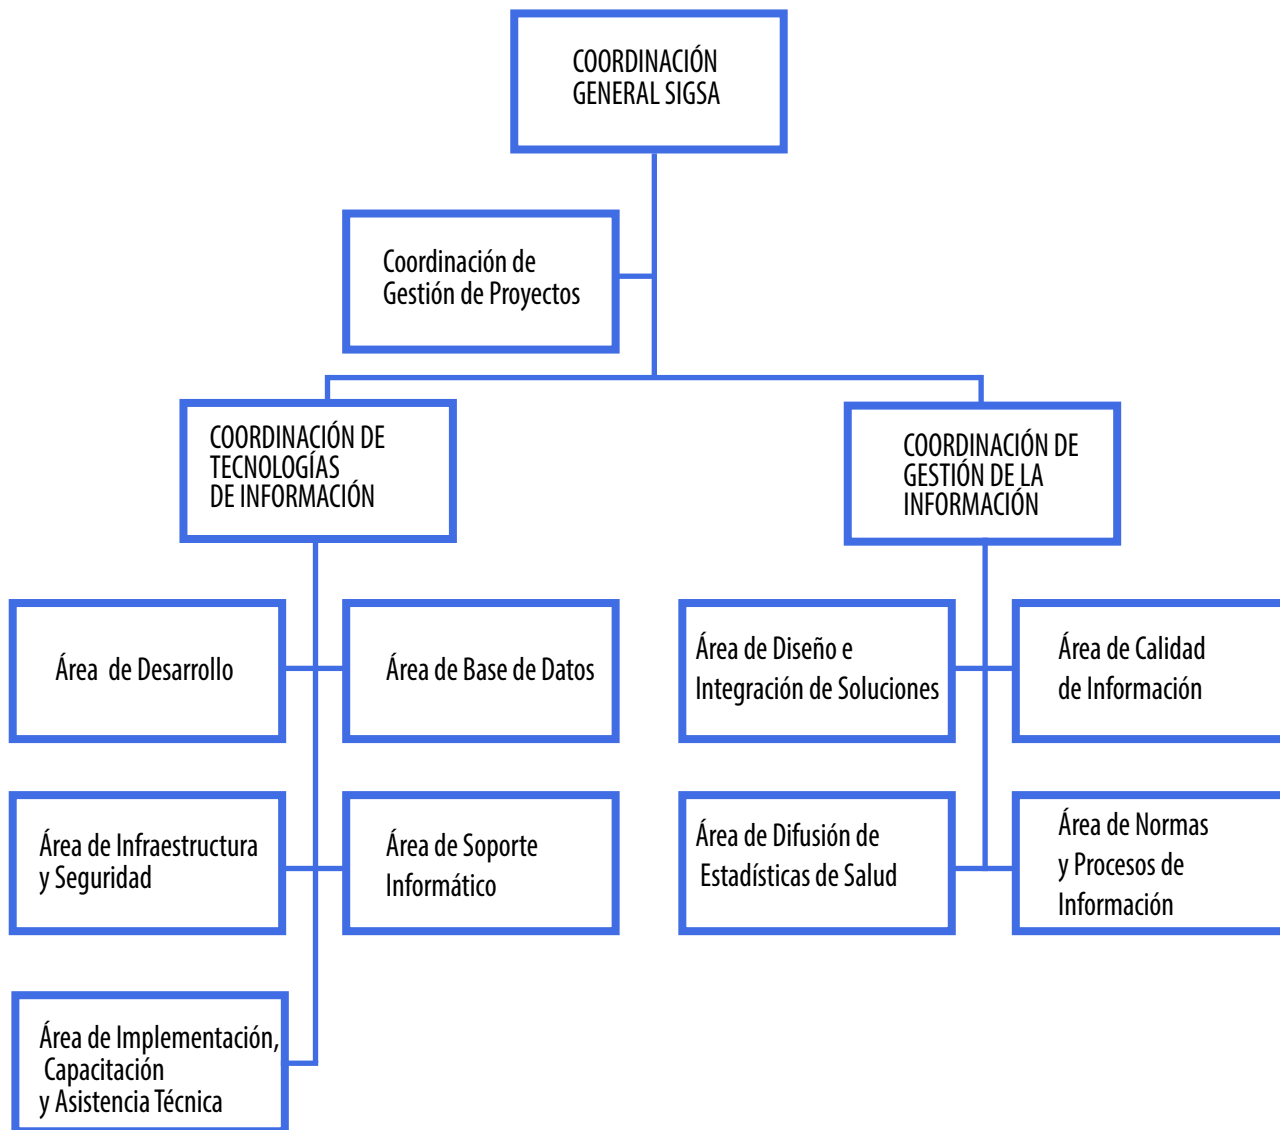 COORDINACIÓN
GENERAL SIGSA
Coordinación de
Gestión de Proyectos
COORDINACIÓN DE
TECNOLOGÍAS
DE INFORMACIÓN
COORDINACIÓN DE
GESTIÓN DE LA
INFORMACIÓN
Área de Desarrollo
Área de Base de Datos
Área de Diseño e
Integración de Soluciones
Área de Calidad
de Información
Área de Infraestructura
y Seguridad
Área de Soporte
Informático
Área de Difusión de
Estadísticas de Salud
Área de Normas
y Procesos de
Información
Área de Implementación,
Capacitación
y Asistencia Técnica